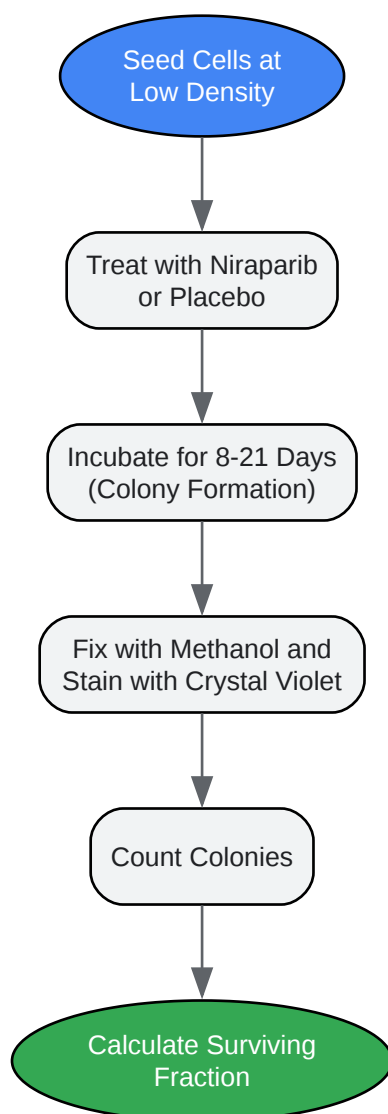 Seed Cells at
Low Density
Treat with Niraparib
or Placebo
Incubate for 8-21 Days
(Colony Formation)
Fix with Methanol and
Stain with Crystal Violet
Count Colonies
Calculate Surviving
Fraction